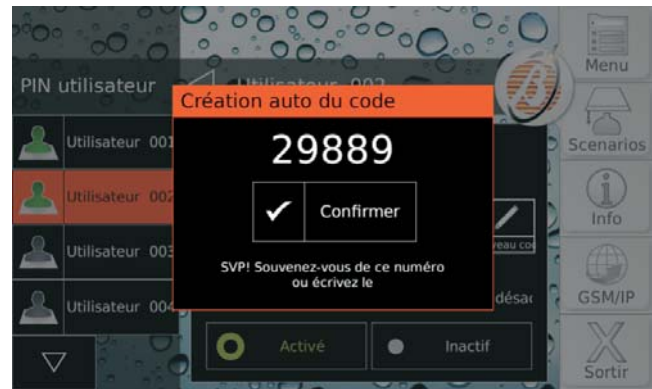 PIN utilisateur
Utilisateur 002
Création auto du code
29889
Confirmer
SVP! Souvenez-vous de ce numéro
ou écrivez le
Utilisateur 001
Utilisateur 002
Utilisateur 003
Utilisateur 004
Activé
Inactif
Menu
Scenarios
Info
GSM/IP
Sortir